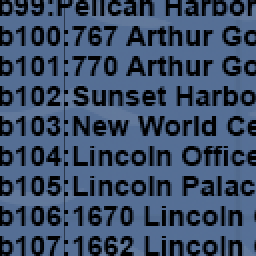 b99:Pelican Harbor
b100:767 Arthur Go
b101:770 Arthur Go
b102:Sunset Harbo
b103:New World Ce
b104:Lincoln Office
b105:Lincoln Palac
b106:1670 Lincoln
b107:1662 Lincoln